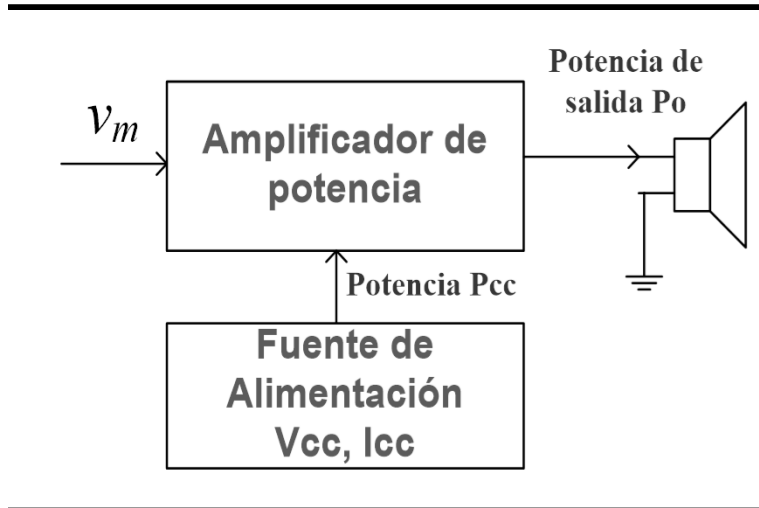 Potencia de
salida Po
v_m
Amplificador de
potencia
Potencia Pcc
Fuente de
Alimentación
Vcc, Icc